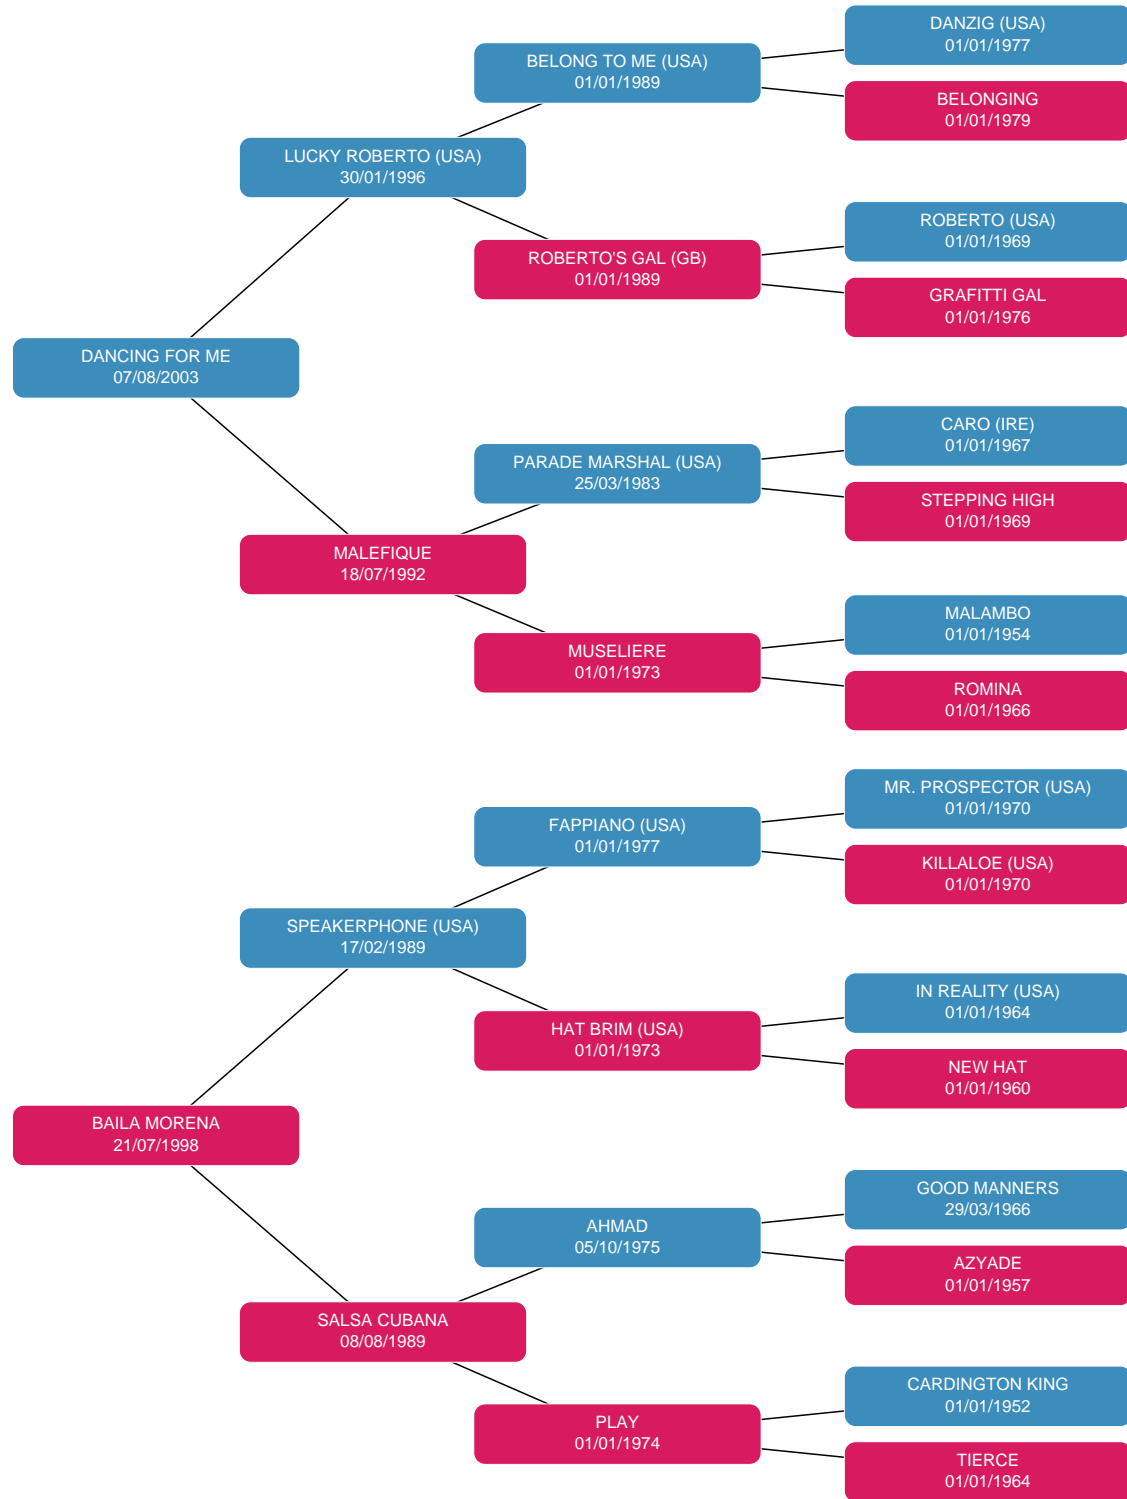 DANZIG (USA)
01/01/1977
BELONG TO ME (USA)
01/01/1989
BELONGING
01/01/1979
LUCKY ROBERTO (USA)
30/01/1996
ROBERTO (USA)
01/01/1969
ROBERTO'S GAL (GB)
01/01/1989
GRAFITTI GAL
01/01/1976
DANCING FOR ME
07/08/2003
CARO (IRE)
01/01/1967
PARADE MARSHAL (USA)
25/03/1983
STEPPING HIGH
01/01/1969
MALEFIQUE
18/07/1992
MALAMBO
01/01/1954
MUSELIERE
01/01/1973
ROMINA
01/01/1966
MR. PROSPECTOR (USA)
01/01/1970
FAPPIANO (USA)
01/01/1977
KILLALOE (USA)
01/01/1970
SPEAKERPHONE (USA)
17/02/1989
IN REALITY (USA)
01/01/1964
HAT BRIM (USA)
01/01/1973
NEW HAT
01/01/1960
BAILA MORENA
21/07/1998
GOOD MANNERS
29/03/1966
AHMAD
05/10/1975
AZYADE
01/01/1957
SALSA CUBANA
08/08/1989
CARDINGTON KING
01/01/1952
PLAY
01/01/1974
TIERCE
01/01/1964